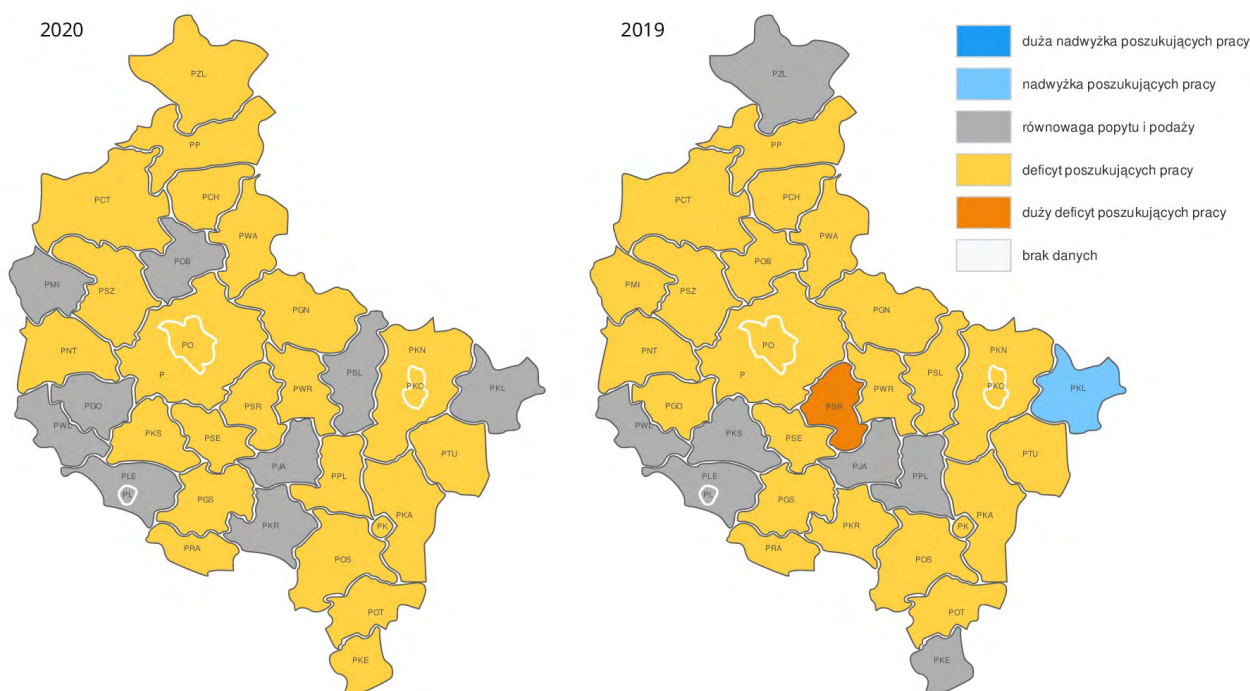 2020
PZL
PP
PCT
PCH
PWA
POB
PMI
PSZ
PGN
PO
PNT
P
PKN
PSL
PWR
PKO
PKL
PGO
PSR
PWL
PKS
PSE
PTU
PJA
PLE
PPL
PL
PGS
PKA
PKR
PK
PRA
POS
POT
PKE
2019
PZL
PP
PCT
PCH
PWA
POB
PMI
PSZ
PGN
PO
PNT
P
PKN
PSL
PWR
PKO
PKL
PGO
PSR
PWL
PKS
PSE
PTU
PJA
PLE
PPL
PL
PGS
PKA
PKR
PK
PRA
POS
POT
PKE
duża nadwyżka poszukujących pracy
nadwyżka poszukujących pracy
równowaga popytu i podaży
deficyt poszukujących pracy
duży deficyt poszukujących pracy
brak danych